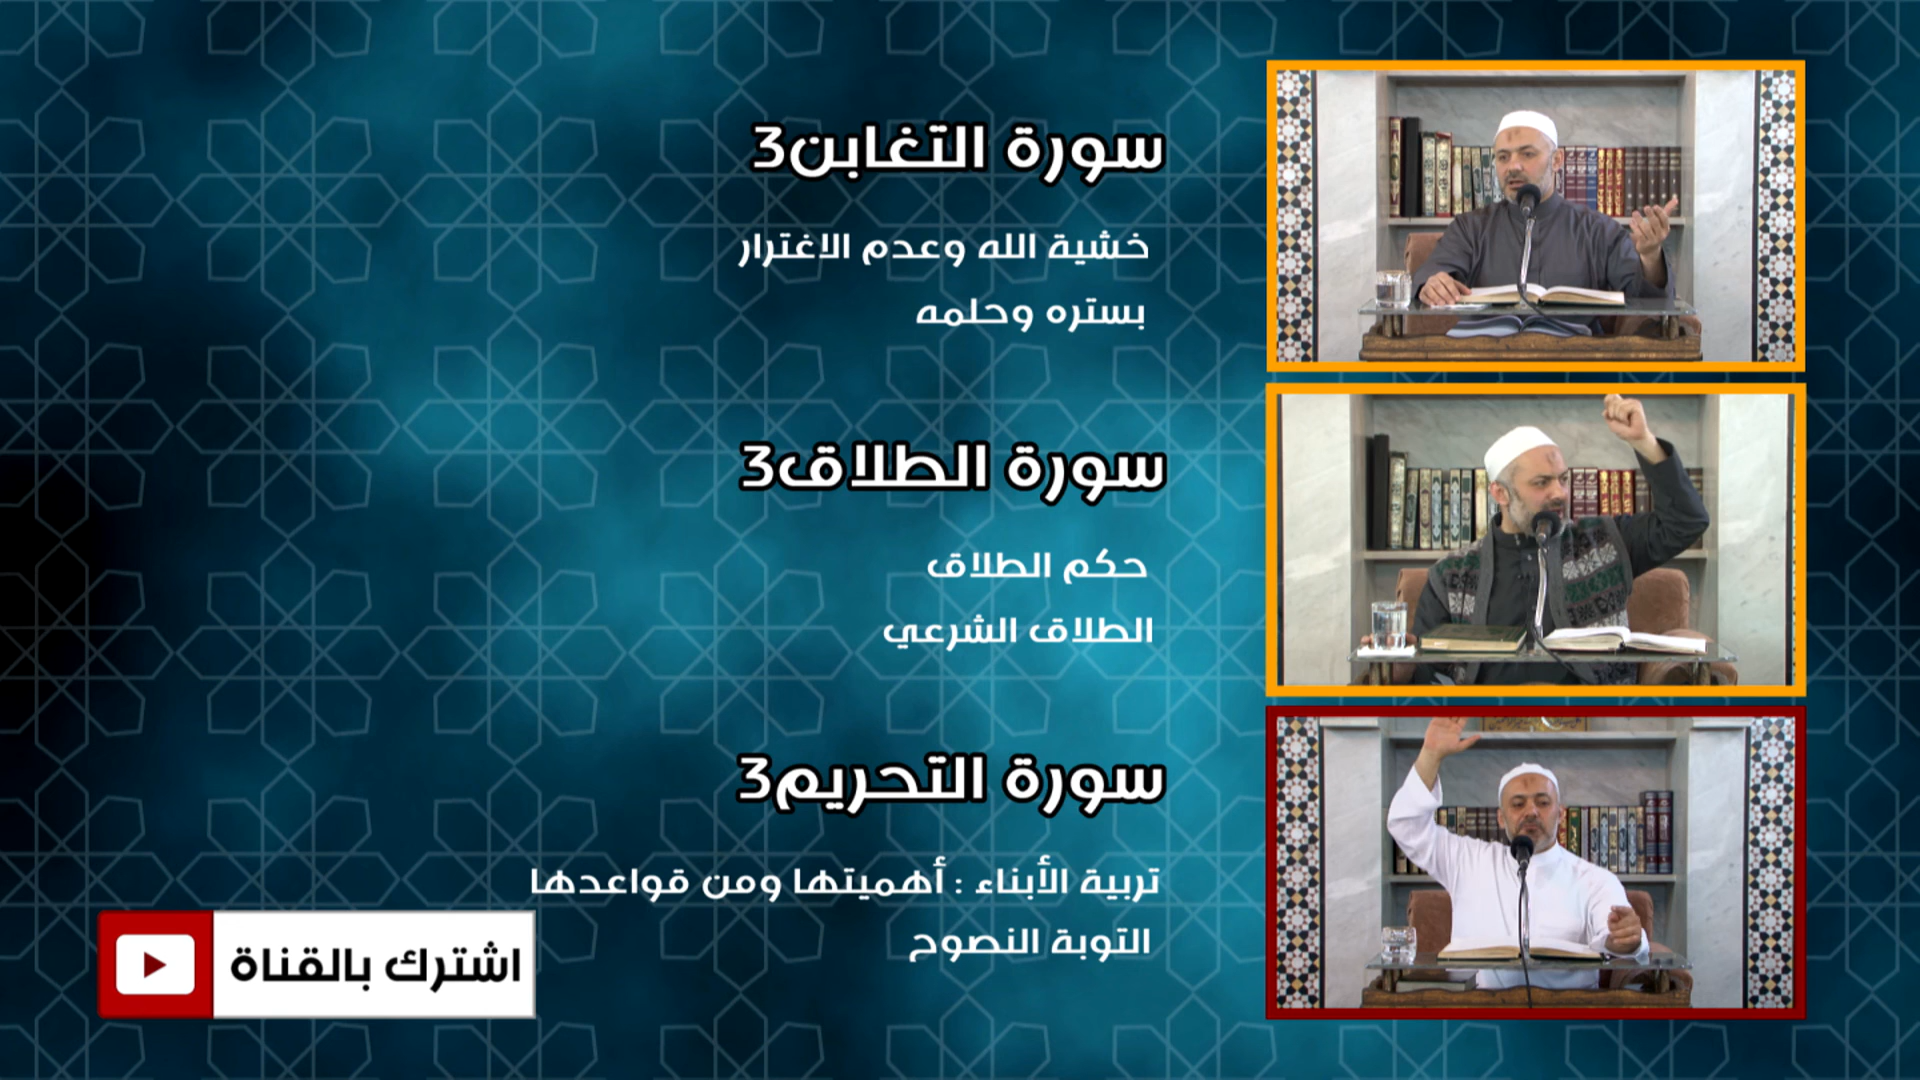 سورة التغابن3
خشية الله وعدم الاغترار
بستره وحلمه
سورة الطلاق3
حكم الطلاق
الطلاق الشرعي
سورة التحريم3
تربية الأبناء : أهميتها ومن قواعدها
التوبة النصوح
اشترك بالقناة